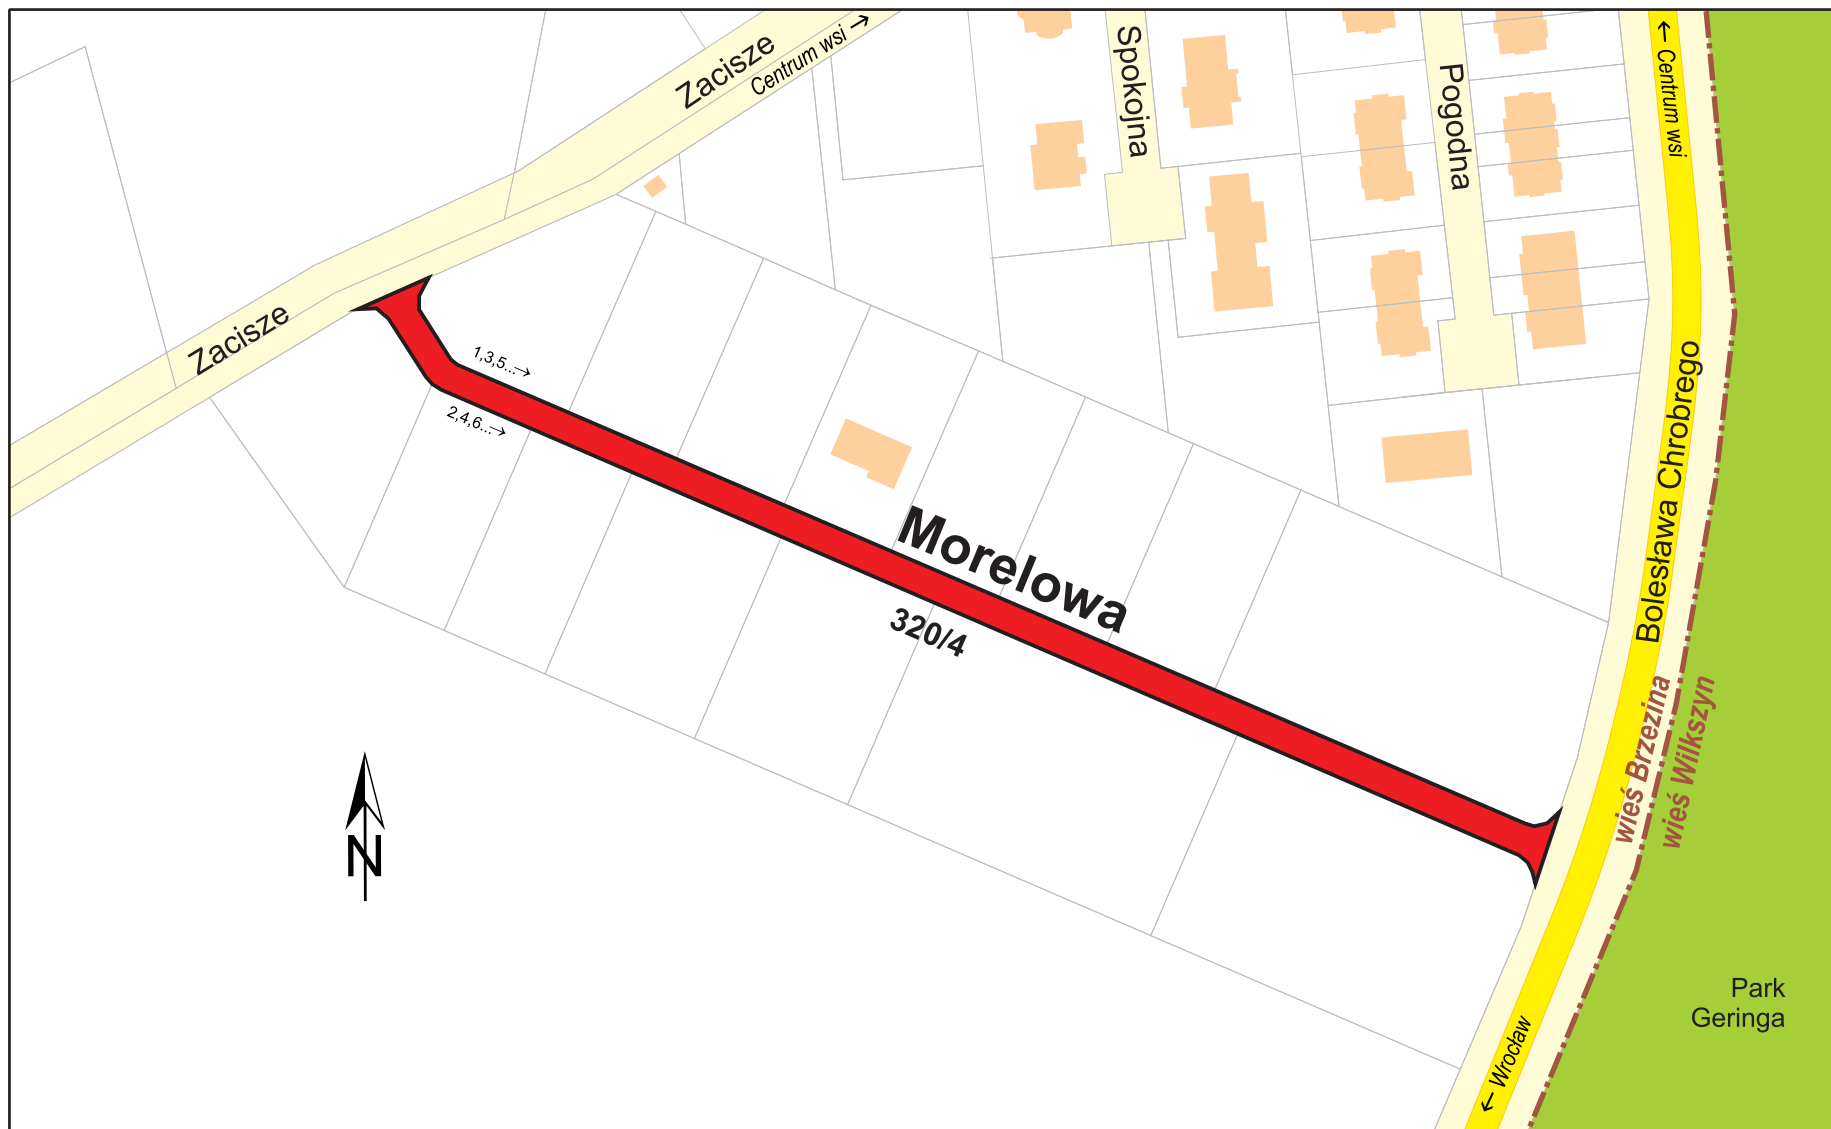 Zacisze
Centrum wsi →
Spokojna
Pogodna
← Centrum wsi
Zacisze
1,3,5...→
2,4,6...→
Morelowa
320/4
Bolesława Chrobrego
wieś Brzezina
wieś Wilkszyn
N
Park
Geringa
← Wrocław